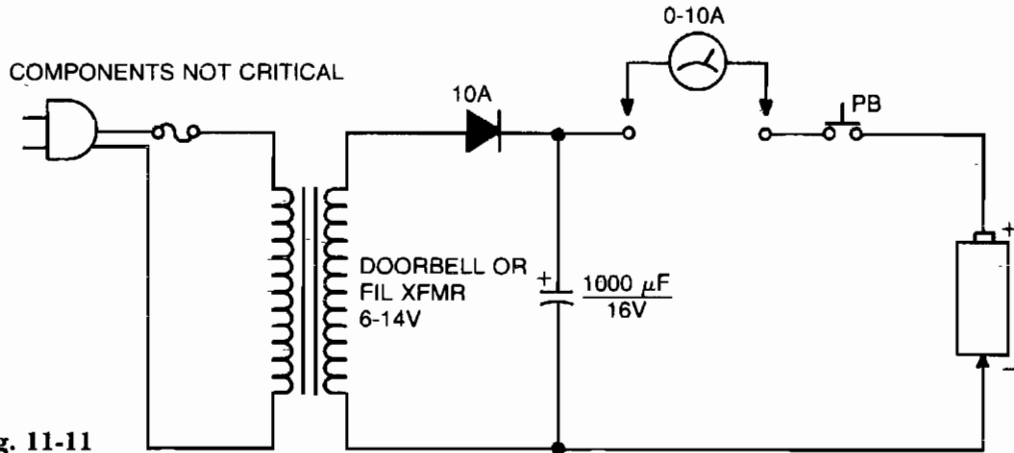 0-10A
COMPONENTS NOT CRITICAL
10A
PB
DOORBELL OR
FIL XFMR
6-14V
+
1000 µF
16V
+
−
g. 11-11